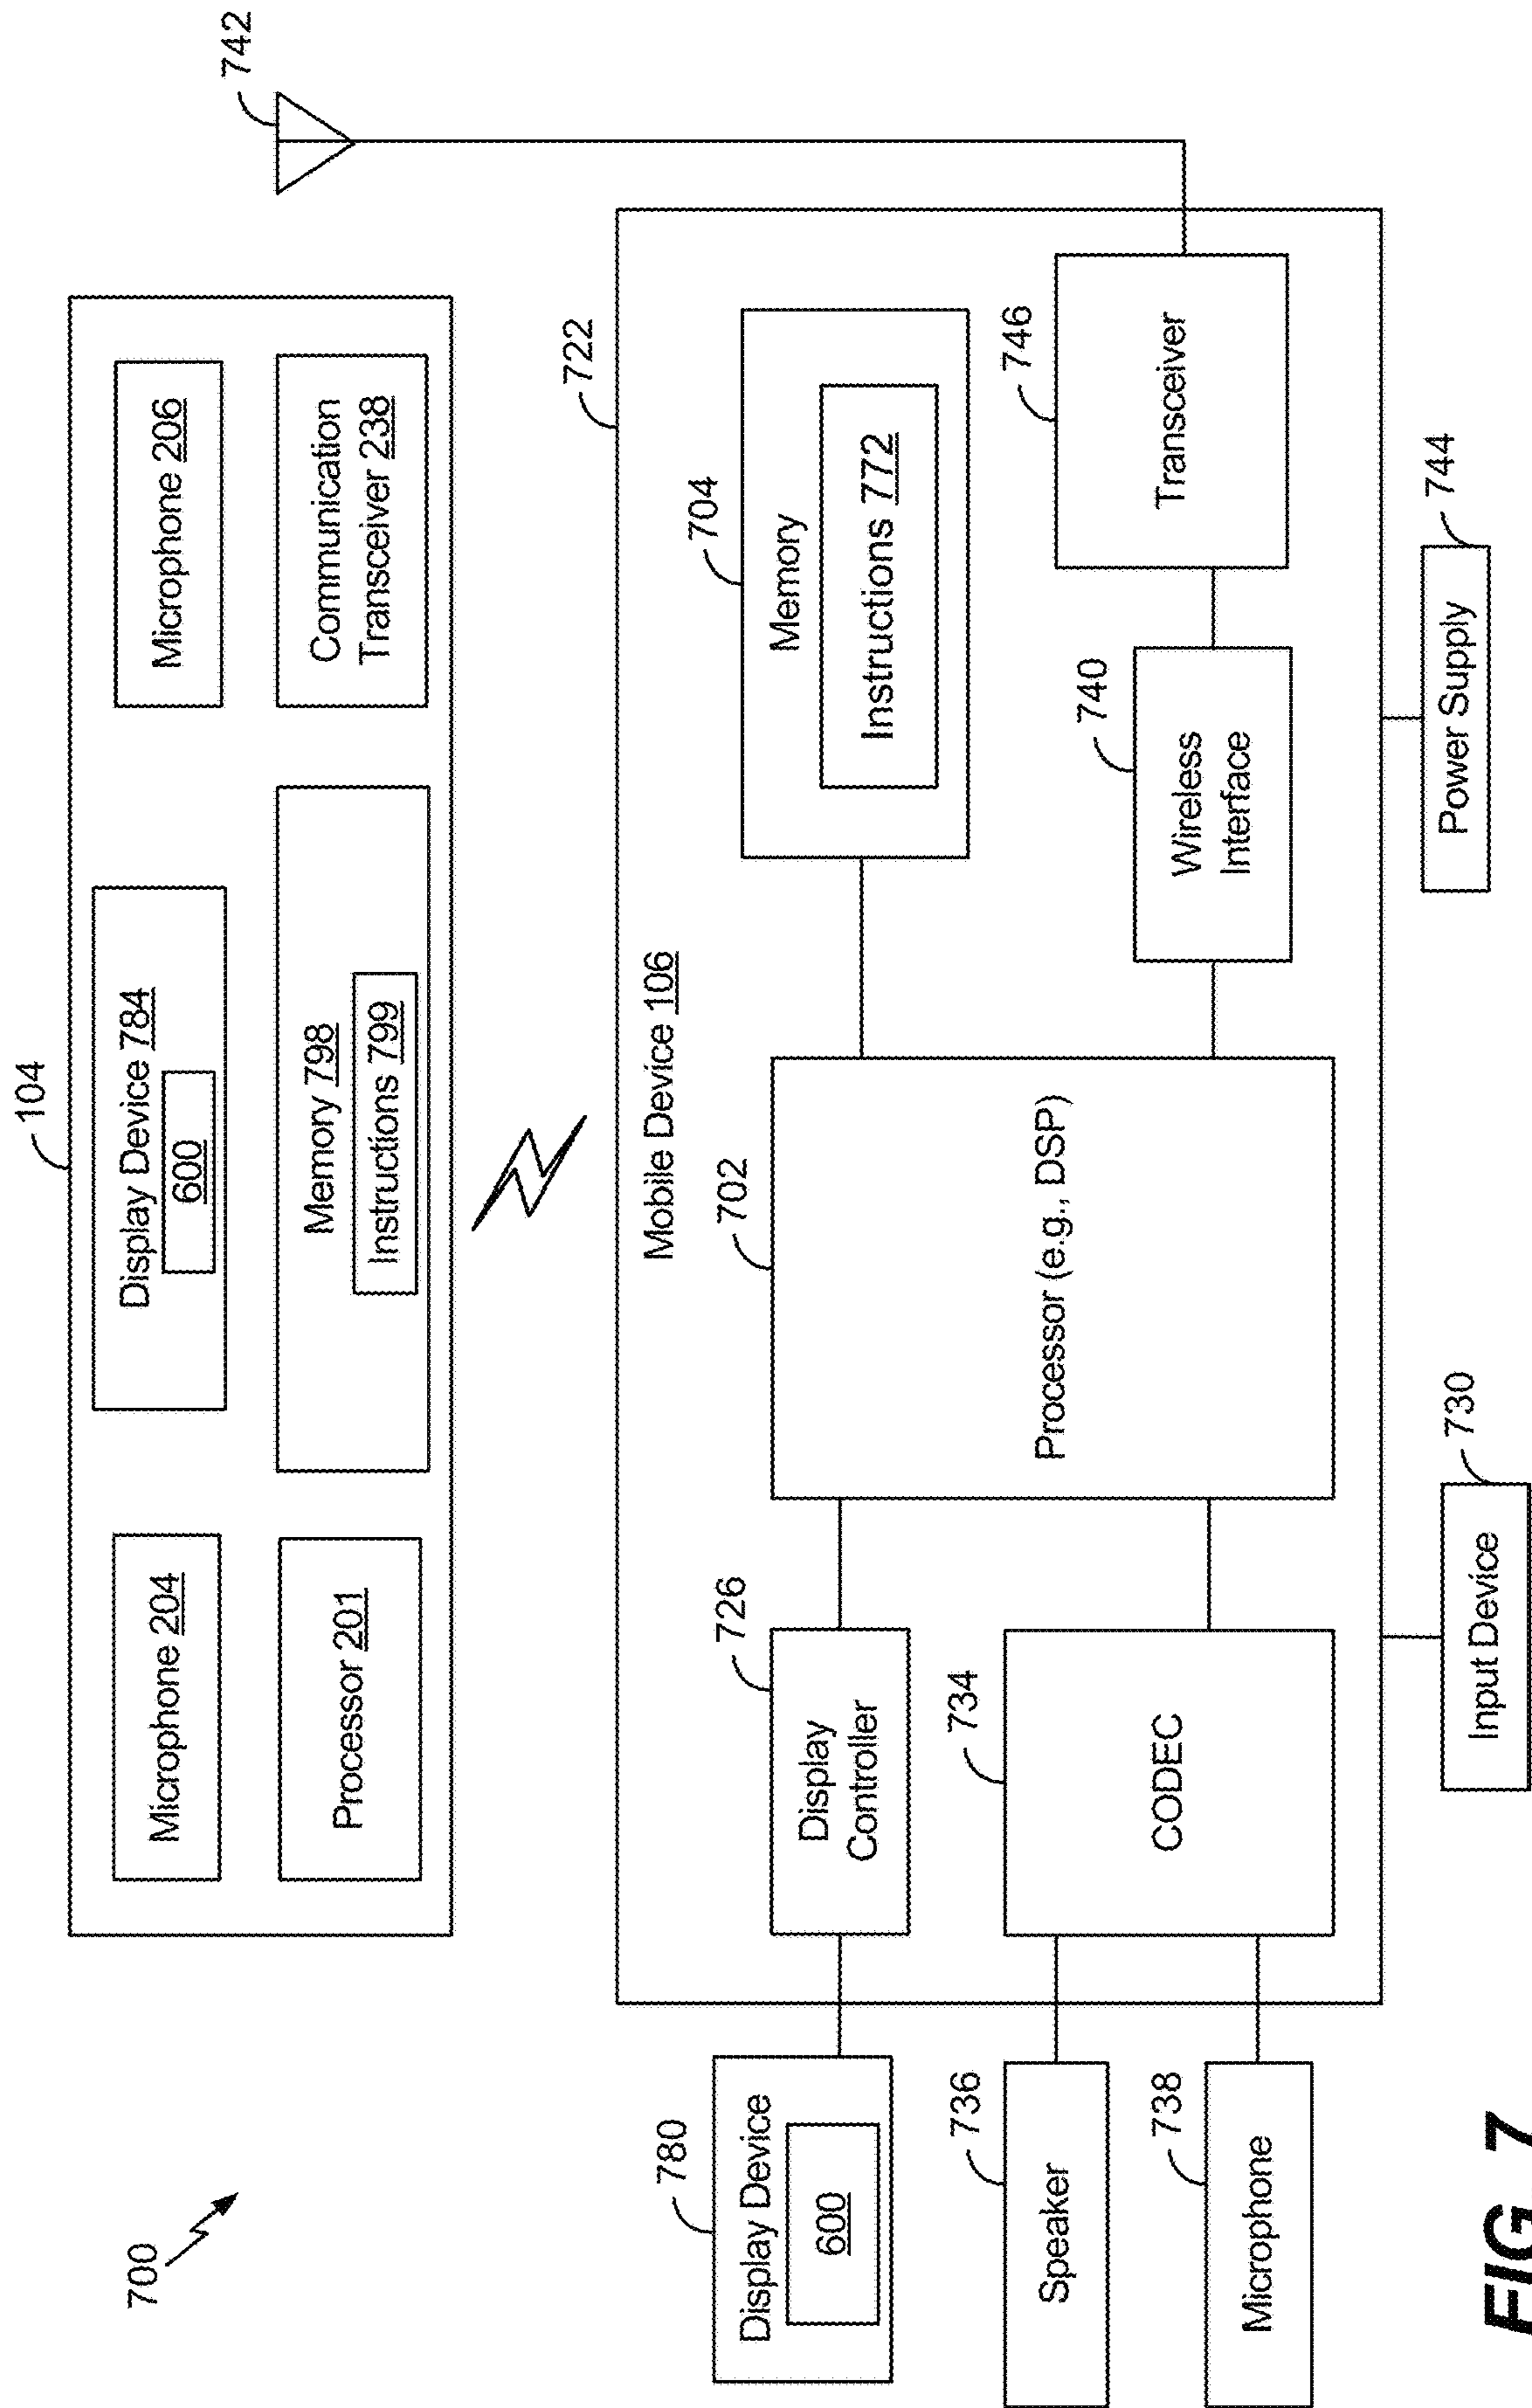 700
104
742
Microphone 204
Display Device 784
600
Microphone 206
Processor 201
Memory 798
Instructions 799
Communication
Transceiver 238
722
Mobile Device 106
780
Display Device
600
726
Display
Controller
702
Processor (e.g., DSP)
704
Memory
Instructions 772
736
Speaker
734
CODEC
740
Wireless
Interface
746
Transceiver
738
Microphone
730
Input Device
744
Power Supply
FIG. 7